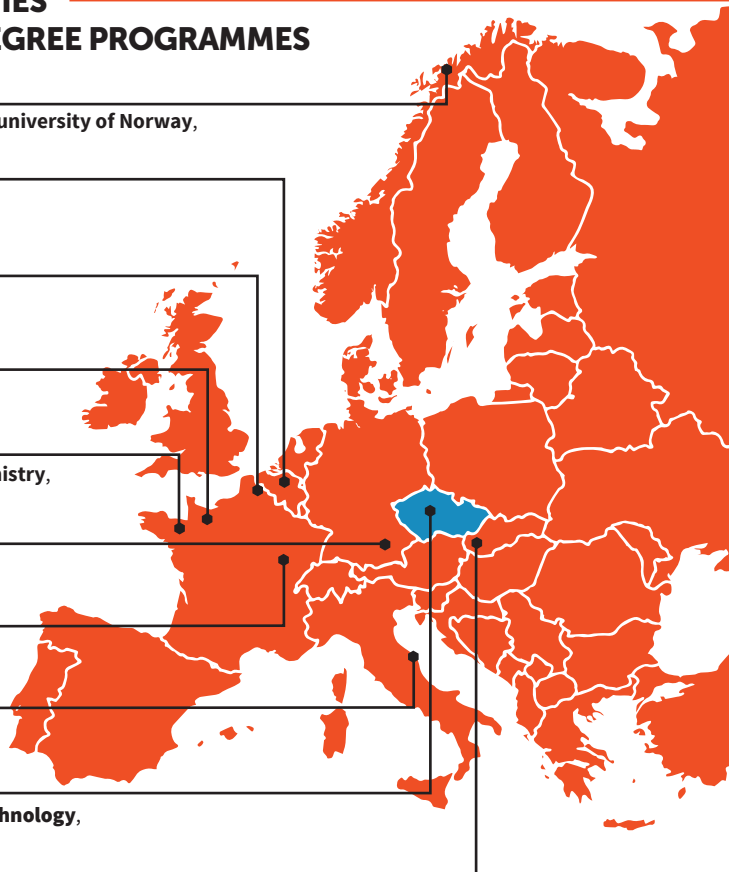 IES
EGREE PROGRAMMES
university of Norway,
nistry,
hnology,